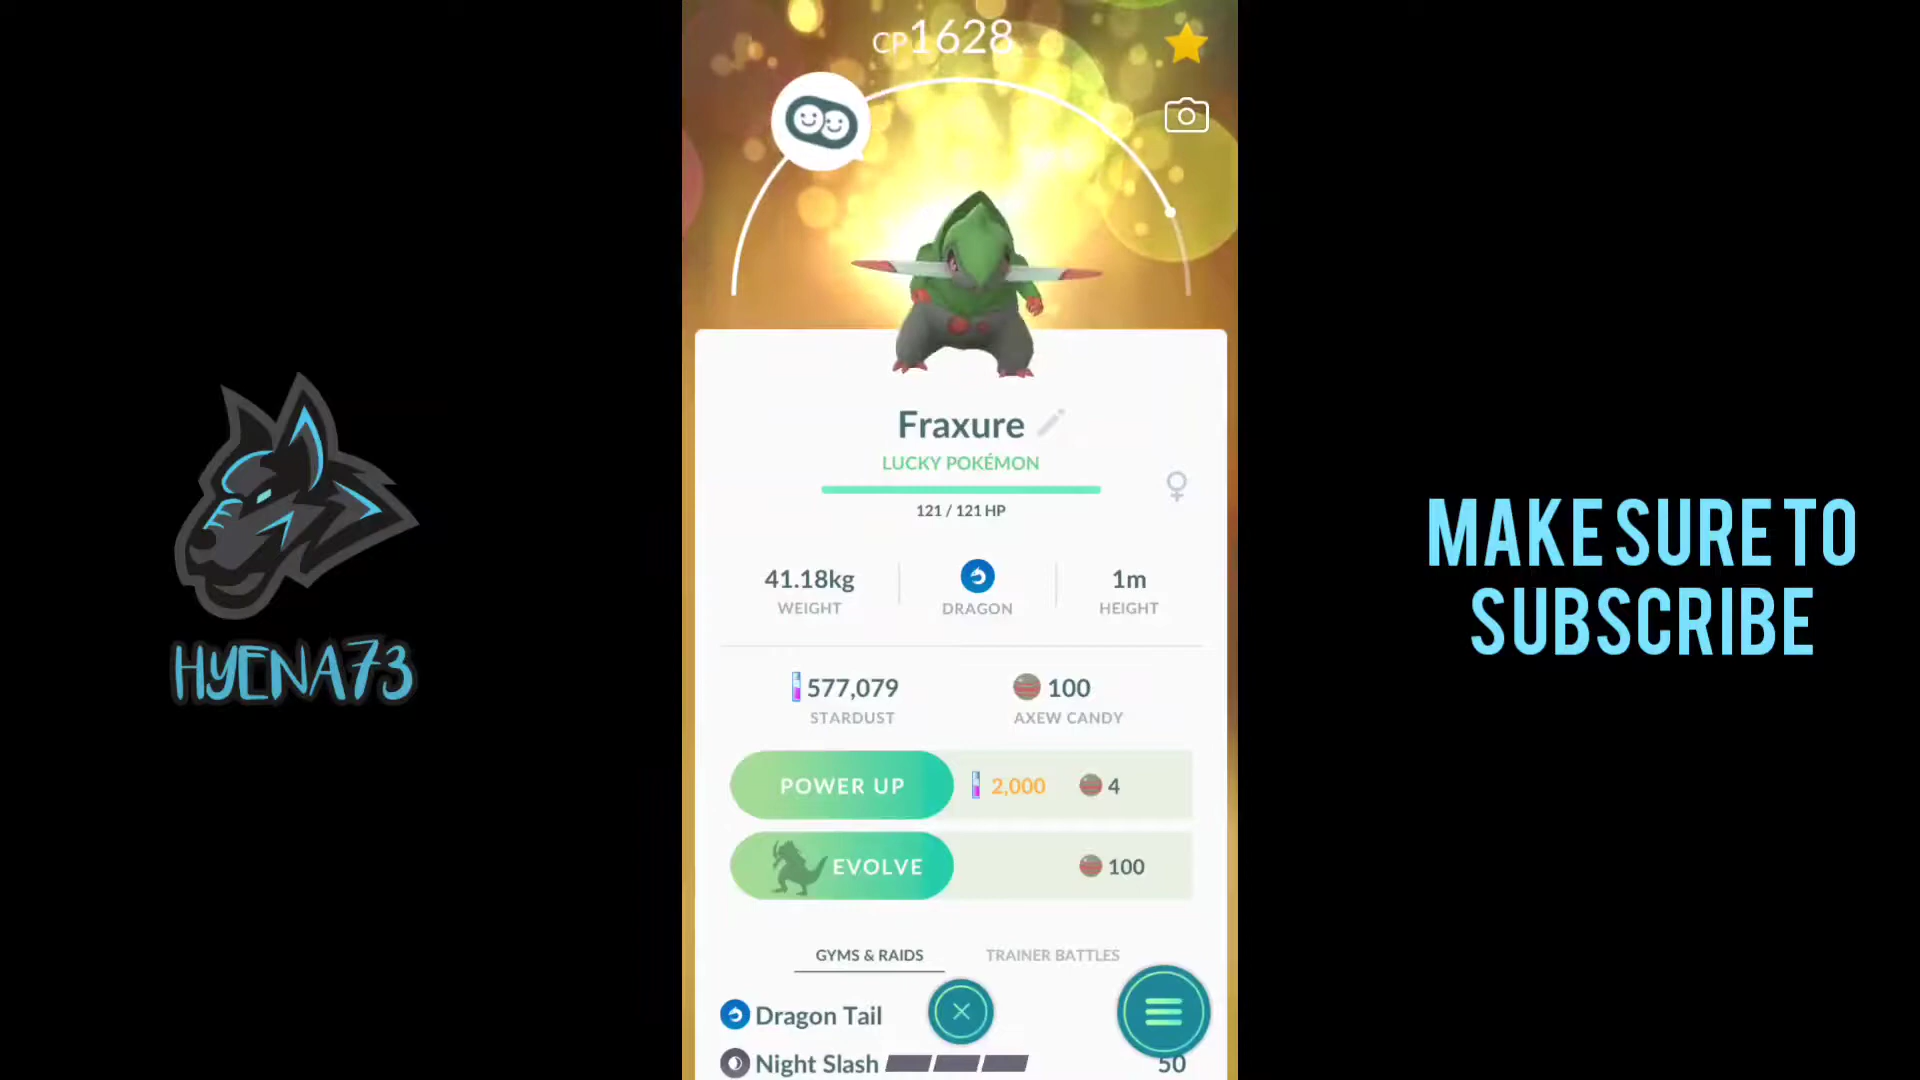 CP1628
Fraxure
LUCKY POKÉMON
121 / 121 HP
41.18kg
WEIGHT
DRAGON
1m
HEIGHT
577,079
STARDUST
100
AXEW CANDY
POWER UP 2,000 4
EVOLVE 100
GYMS & RAIDS TRAINER BATTLES
Dragon Tail
Night Slash 50
HYENA73
MAKE SURE TO
SUBSCRIBE